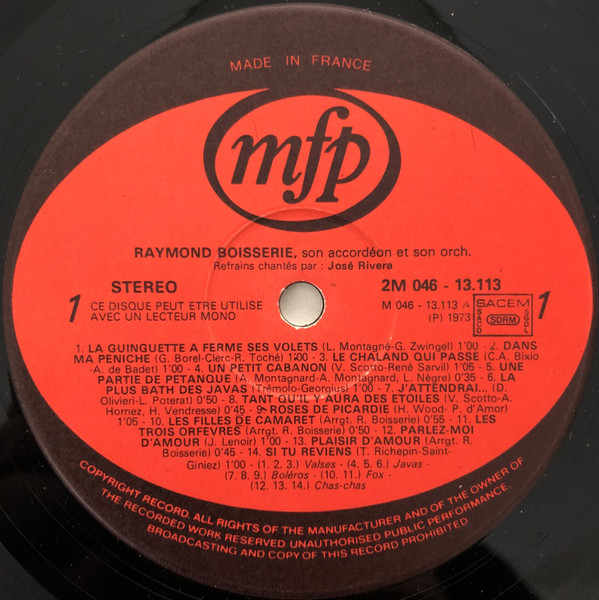 MADE IN FRANCE
mfp
RAYMOND BOISSERIE, son accordéon et son orch.
Refrains chantés par : José Rivera
STEREO
2M 046 - 13.113
1
CE DISQUE PEUT ETRE UTILISE
M 046 - 13.113 A
SACEM
1
AVEC UN LECTEUR MONO
(P) 1973
SACD
SDRM
SGDL
1. LA GUINGUETTE A FERME SES VOLETS (L. Montagné-G. Zwingel) 1'00 - 2. DANS
MA PENICHE (G. Borel-Clerc-R. Toché) 1'00 - 3. LE CHALAND QUI PASSE (C.A. Bixio
-A. de Badet) 1'00 - 4. UN PETIT CABANON (V. Scoto-René Sarvil) 1'05 - 5. UNE
PARTIE DE PETANQUE (A. Montagnard-A. Montagnard, L. Nègre) 0'35 - 6. LA
PLUS BATH DES JAVAS (Trémolo-Georgius) 1'00 - 7. J'ATTENDRAI... (D.
Olivieri-L. Poterat) 0'50 - 8. TANT QU'IL Y AURA DES ETOILES (V. Scotto-A.
Hornez, H. Vendresse) 0'45 - 9. ROSES DE PICARDIE (H. Wood- P. d'Amor)
1'05 - 10. LES FILLES DE CAMARET (Arrgt. R. Boisserie) 0'55 - 11. LES
TROIS ORFEVRES (Arrgt. R. Boisserie) 0'50 - 12. PARLEZ-MOI
D'AMOUR (J. Lenoir) 1'00 - 13. PLAISIR D'AMOUR (Arrgt. R.
Boisserie) 0'45 - 14. SI TU REVIENS (T. Richepin-Saint-
Giniez) 1'00 - (1. 2. 3.) Valses - (4. 5. 6.) Javas -
(7. 8. 9.) Boléros - (10. 11.) Fox -
(12. 13. 14.) Chas-chas
COPYRIGHT RECORD. ALL RIGHTS OF THE MANUFACTURER AND OF THE OWNER OF
THE RECORDED WORK RESERVED UNAUTHORISED PUBLIC PERFORMANCE.
BROADCASTING AND COPY OF THIS RECORD PROHIBITED